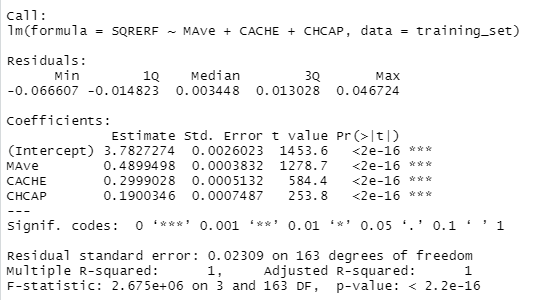 Call:
lm(formula = SQRERF ~ MAve + CACHE + CHCAP, data = training_set)
Residuals:
Min 1Q Median 3Q Max
-0.066607 -0.014823 0.003448 0.013028 0.046724
Coefficients:
Estimate Std. Error t value Pr(>|t|)
(Intercept) 3.7827274 0.0026023 1453.6 <2e-16 ***
MAve 0.4899498 0.0003832 1278.7 <2e-16 ***
CACHE 0.2999028 0.0005132 584.4 <2e-16 ***
CHCAP 0.1900346 0.0007487 253.8 <2e-16 ***
---
Signif. codes: 0 ‘***’ 0.001 ‘**’ 0.01 ‘*’ 0.05 ‘.’ 0.1 ‘ ’ 1
Residual standard error: 0.02309 on 163 degrees of freedom
Multiple R-squared: 1, Adjusted R-squared: 1
F-statistic: 2.675e+06 on 3 and 163 DF, p-value: < 2.2e-16